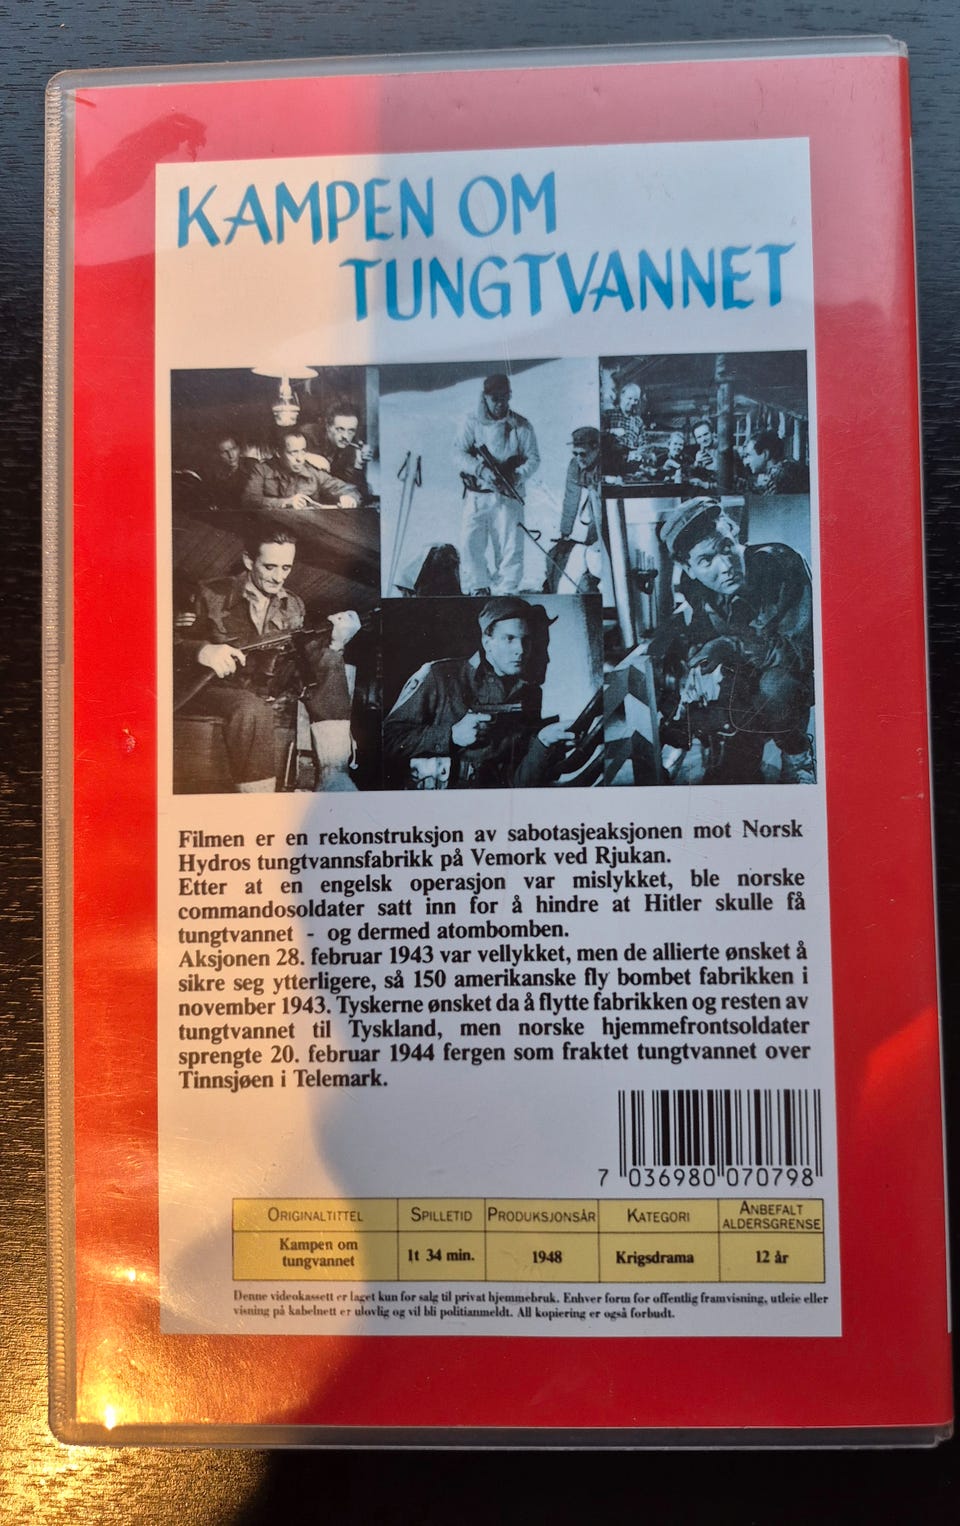 KAMPEN OM
TUNGTVANNET
Filmen er en rekonstruksjon av sabotasjeaksjonen mot Norsk
Hydros tungtvannsfabrikk på Vemork ved Rjukan.
Etter at en engelsk operasjon var mislykket, ble norske
commandosoldater satt inn for å hindre at Hitler skulle få
tungtvannet - og dermed atombomben.
Aksjonen 28. februar 1943 var vellykket, men de allierte ønsket å
sikre seg ytterligere, så 150 amerikanske fly bombet fabrikken i
november 1943. Tyskerne ønsket da å flytte fabrikken og resten av
tungtvannet til Tyskland, men norske hjemmefrontsoldater
sprengte 20. februar 1944 fergen som fraktet tungtvannet over
Tinnsjøen i Telemark.
7 036980 070798
ORIGINALTITTEL SPILLETID PRODUKSJONSÅR KATEGORI ANBEFALT ALDERSGRENSE
Kampen om tungvannet 1t 34 min. 1948 Krigsdrama 12 år
Denne videokassett er laget kun for salg til privat hjemmebruk. Enhver form for offentlig framvisning, utleie eller
visning på kabelnett er ulovlig og vil bli politianmeldt. All kopiering er også forbudt.